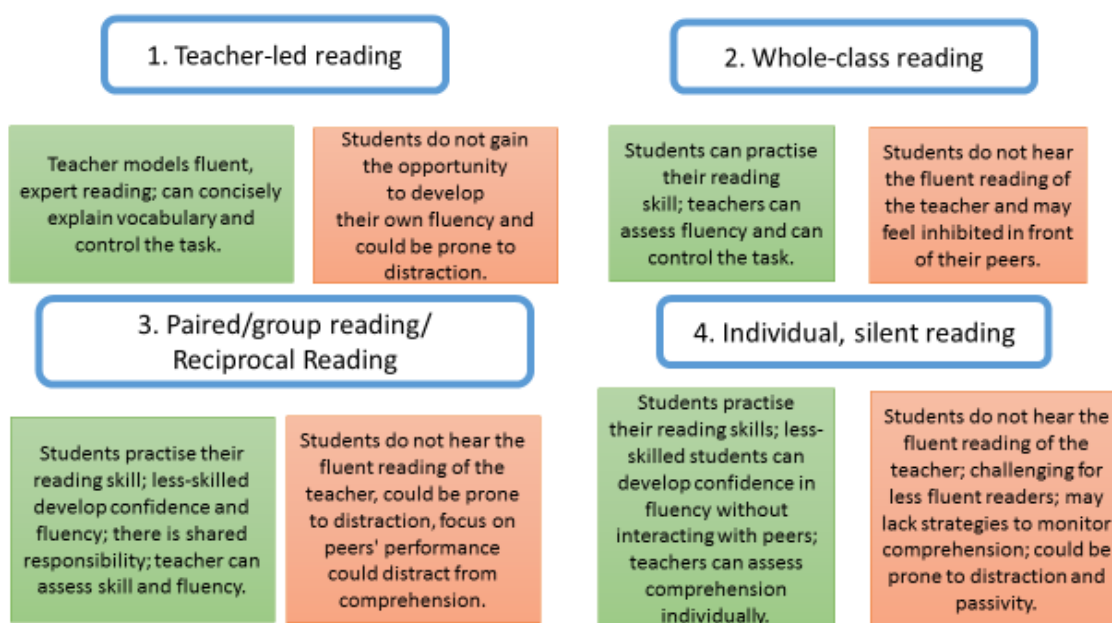 1. Teacher-led reading
Teacher models fluent,
expert reading; can concisely
explain vocabulary and
control the task.
Students do not gain
the opportunity
to develop
their own fluency and
could be prone to
distraction.
2. Whole-class reading
Students can practise
their reading
skill; teachers can
assess fluency and can
control the task.
Students do not hear
the fluent reading of
the teacher and may
feel inhibited in front
of their peers.
3. Paired/group reading/
Reciprocal Reading
Students practise their
reading skill; less-skilled
develop confidence and
fluency; there is shared
responsibility; teacher can
assess skill and fluency.
Students do not hear the
fluent reading of the
teacher, could be prone
to distraction, focus on
peers' performance
could distract from
comprehension.
4. Individual, silent reading
Students practise
their reading skills; less-
skilled students can
develop confidence in
fluency without
interacting with peers;
teachers can assess
comprehension
individually.
Students do not hear the
fluent reading of the
teacher; challenging for
less fluent readers; may
lack strategies to monitor
comprehension; could be
prone to distraction and
passivity.